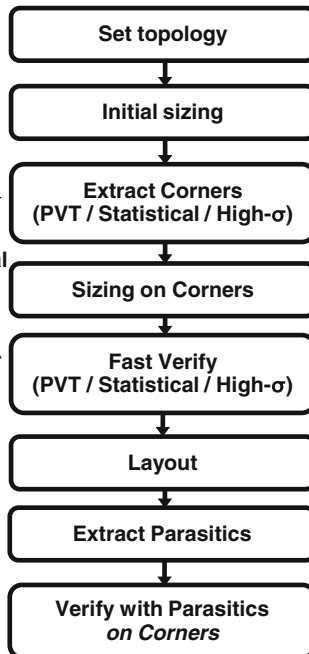 Set topology
Initial sizing
Extract Corners
(PVT / Statistical / High-σ)
Sizing on Corners
Fast Verify
(PVT / Statistical / High-σ)
Layout
Extract Parasitics
Verify with Parasitics
on Corners